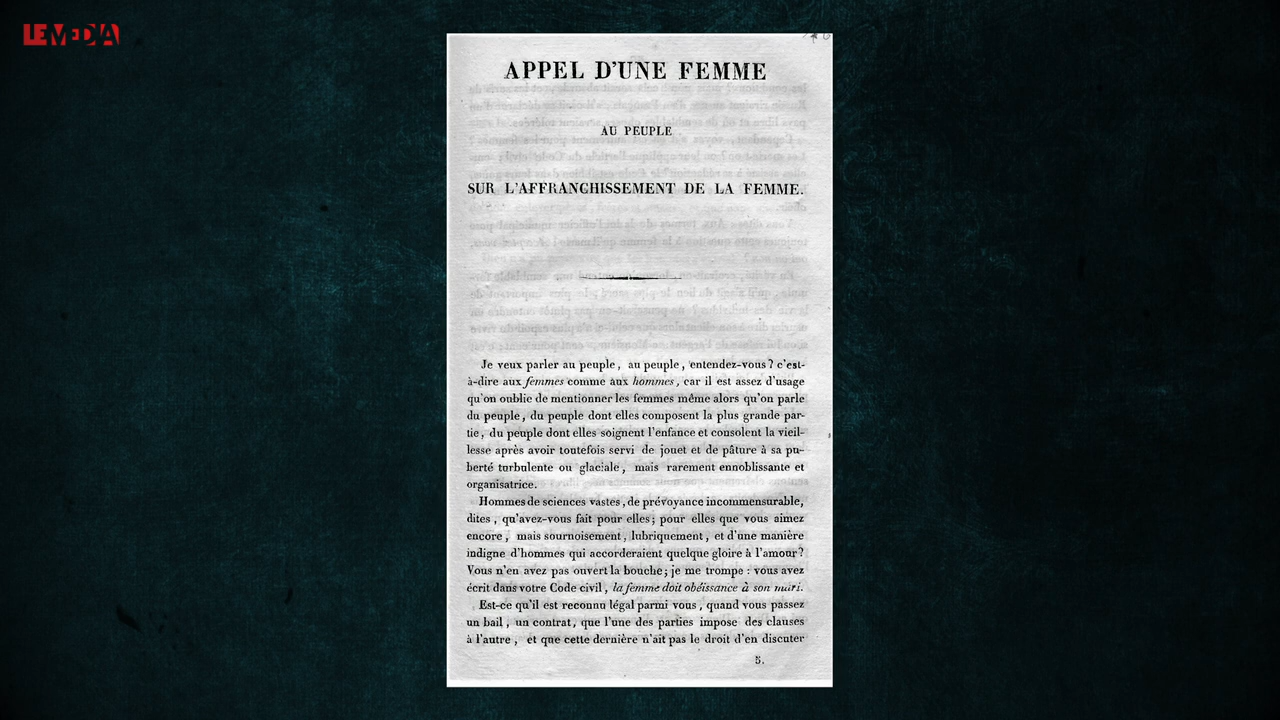 LEMEDIA
APPEL D'UNE FEMME
AU PEUPLE
SUR L'AFFRANCHISSEMENT DE LA FEMME.
Je veux parler au peuple, au peuple, entendez-vous ? c'est-
à-dire aux femmes comme aux hommes, car il est assez d'usage
qu'on oublie de mentionner les femmes même alors qu'on parle
du peuple, du peuple dont elles composent la plus grande par-
tie, du peuple dont elles soignent l'enfance et consolent la vieil-
lesse après avoir toutefois servi de jouet et de pâture à sa pu-
berté turbulente ou glaciale, mais rarement ennoblissante et
organisatrice.
Hommes de sciences vastes, de prévoyance incommensurable,
dites, qu'avez-vous fait pour elles; pour elles que vous aimez
encore, mais sournoisement, lubriquement, et d'une manière
indigne d'hommes qui accorderaient quelque gloire à l'amour?
Vous n'en avez pas ouvert la bouche; je me trompe : vous avez
écrit dans votre Code civil, la femme doit obéissance à son mari.
Est-ce qu'il est reconnu légal parmi vous, quand vous passez
un bail, un contrat, que l'une des parties impose des clauses
à l'autre, et que cette dernière n'ait pas le droit d'en discuter
5.